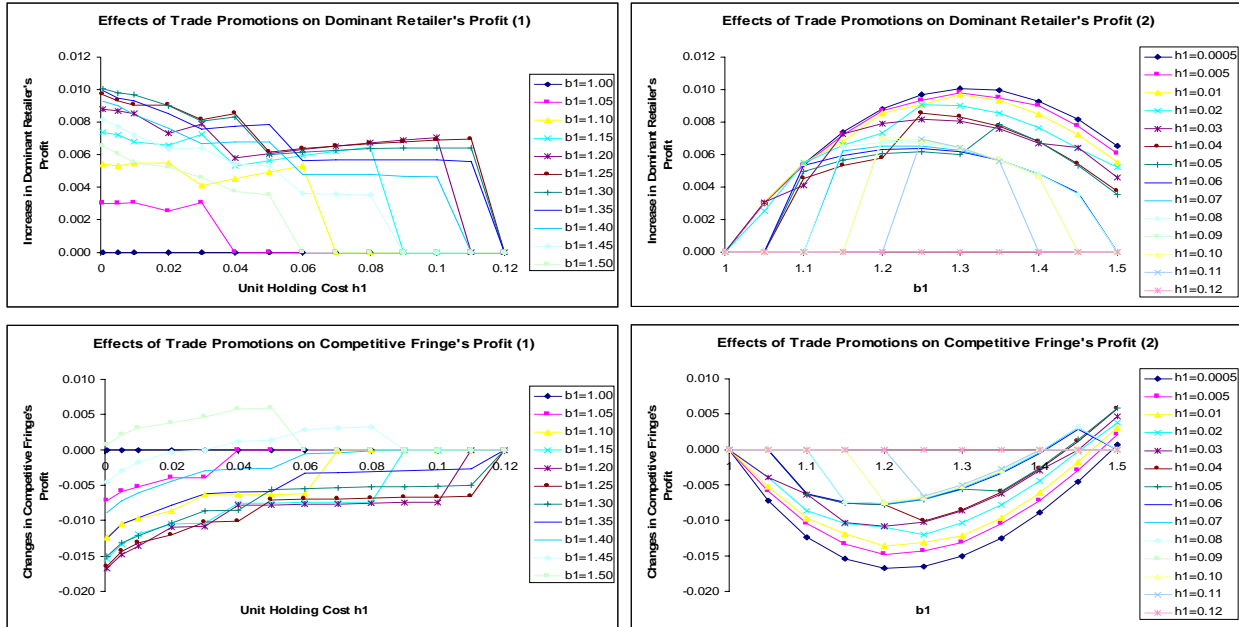 Effects of Trade Promotions on Dominant Retailer's Profit (1)
Increase in Dominant Retailer's
Profit
0.012
0.010
0.008
0.006
0.004
0.002
0.000
0
0.02
0.04
0.06
0.08
0.1
0.12
Unit Holding Cost h1
b1=1.00
b1=1.05
b1=1.10
b1=1.15
b1=1.20
b1=1.25
b1=1.30
b1=1.35
b1=1.40
b1=1.45
b1=1.50
Effects of Trade Promotions on Dominant Retailer's Profit (2)
Increase in Dominant Retailer's
Profit
0.012
0.010
0.008
0.006
0.004
0.002
0.000
1
1.1
1.2
1.3
1.4
1.5
b1
h1=0.0005
h1=0.005
h1=0.01
h1=0.02
h1=0.03
h1=0.04
h1=0.05
h1=0.06
h1=0.07
h1=0.08
h1=0.09
h1=0.10
h1=0.11
h1=0.12
Effects of Trade Promotions on Competitive Fringe's Profit (1)
Changes in Competitive Fringe's
Profit
0.010
0.005
0.000
-0.005
-0.010
-0.015
-0.020
0
0.02
0.04
0.06
0.08
0.1
0.12
Unit Holding Cost h1
b1=1.00
b1=1.05
b1=1.10
b1=1.15
b1=1.20
b1=1.25
b1=1.30
b1=1.35
b1=1.40
b1=1.45
b1=1.50
Effects of Trade Promotions on Competitive Fringe's Profit (2)
Changes in Competitive Fringe's
Profit
0.010
0.005
0.000
-0.005
-0.010
-0.015
-0.020
1
1.1
1.2
1.3
1.4
1.5
b1
h1=0.0005
h1=0.005
h1=0.01
h1=0.02
h1=0.03
h1=0.04
h1=0.05
h1=0.06
h1=0.07
h1=0.08
h1=0.09
h1=0.10
h1=0.11
h1=0.12